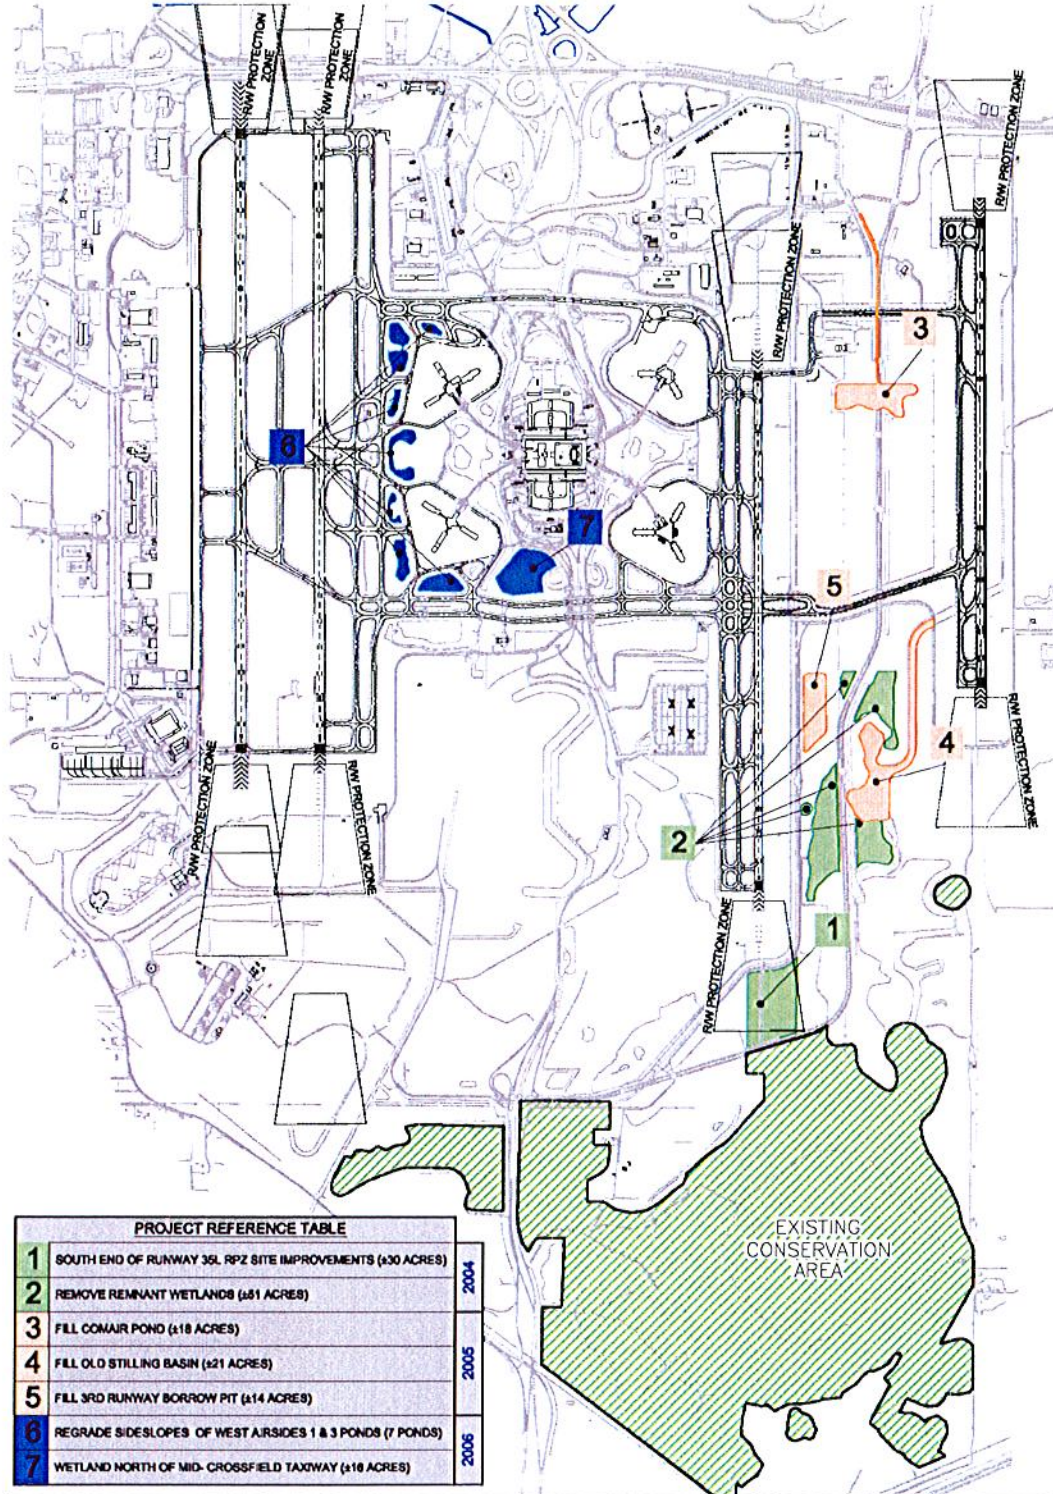 R/W PROTECTION ZONE
R/W PROTECTION ZONE
R/W PROTECTION ZONE
R/W PROTECTION ZONE
3
6
7
5
4
R/W PROTECTION ZONE
R/W PROTECTION ZONE
R/W PROTECTION ZONE
2
1
R/W PROTECTION ZONE
EXISTING
CONSERVATION
AREA
PROJECT REFERENCE TABLE
1 SOUTH END OF RUNWAY 35L RPZ SITE IMPROVEMENTS (±30 ACRES)
2 REMOVE REMNANT WETLANDS (±51 ACRES)
2004
3 FILL COMAIR POND (±18 ACRES)
4 FILL OLD STILLING BASIN (±21 ACRES)
5 FILL 3RD RUNWAY BORROW PIT (±14 ACRES)
2005
6 REGRADE SIDESLOPES OF WEST AIRSIDES 1 & 3 PONDS (7 PONDS)
7 WETLAND NORTH OF MID- CROSSFIELD TAXIWAY (±16 ACRES)
2006